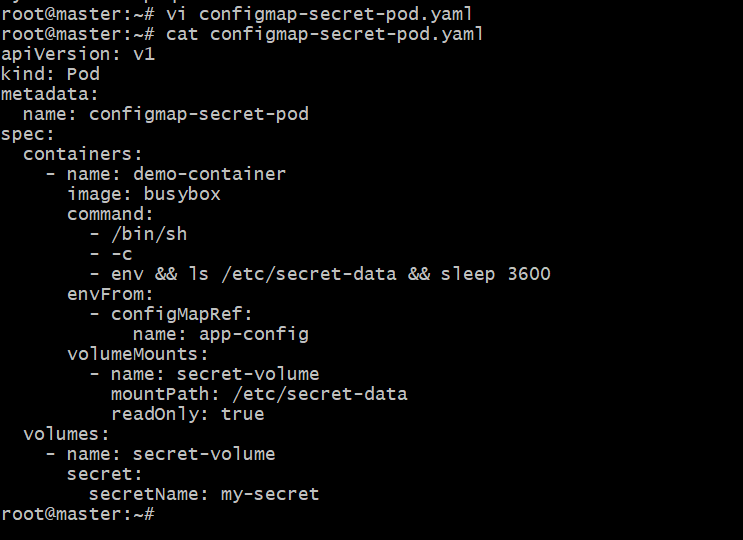 root@master:~# vi configmap-secret-pod.yaml
root@master:~# cat configmap-secret-pod.yaml
apiVersion: v1
kind: Pod
metadata:
  name: configmap-secret-pod
spec:
  containers:
    - name: demo-container
      image: busybox
      command:
        - /bin/sh
        - -c
        - env && ls /etc/secret-data && sleep 3600
      envFrom:
        - configMapRef:
            name: app-config
      volumeMounts:
        - name: secret-volume
          mountPath: /etc/secret-data
          readOnly: true
  volumes:
    - name: secret-volume
      secret:
        secretName: my-secret
root@master:~#